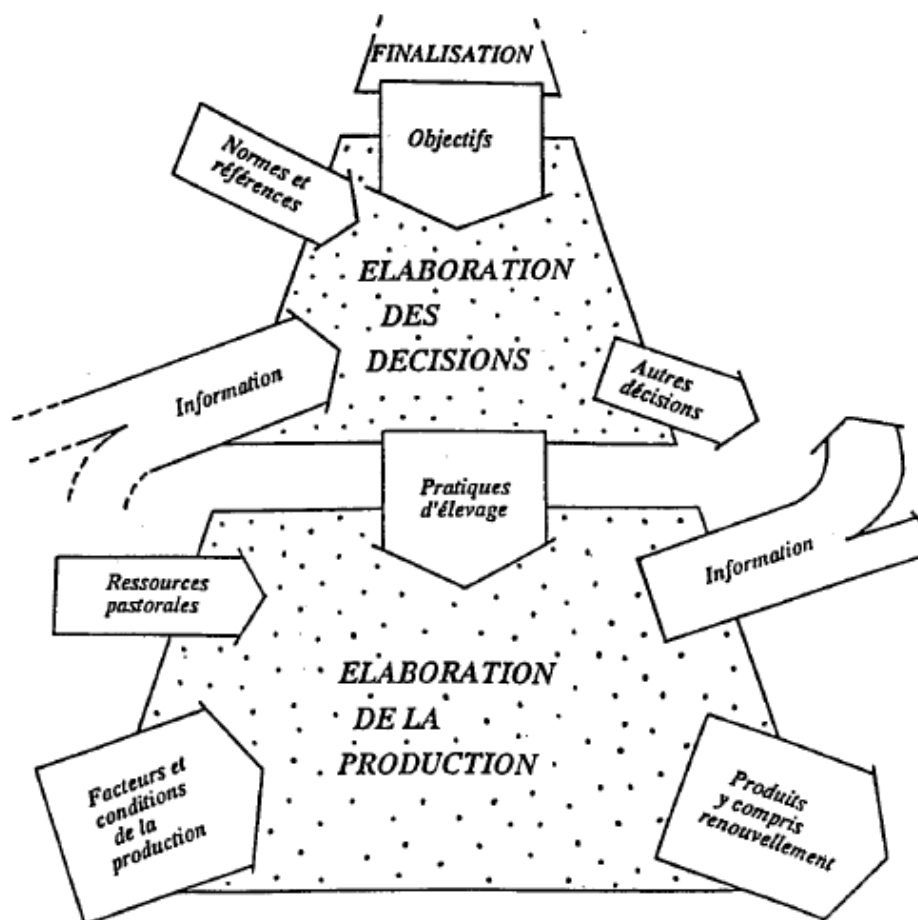 FINALISATION
Objectifs
Normes et
références
ELABORATION
DES
DECISIONS
Information
Autres
décisions
Pratiques
d'élevage
Ressources
pastorales
Information
ELABORATION
DE LA
PRODUCTION
Facteurs et
conditions
de la
production
Produits
y compris
renouvellement